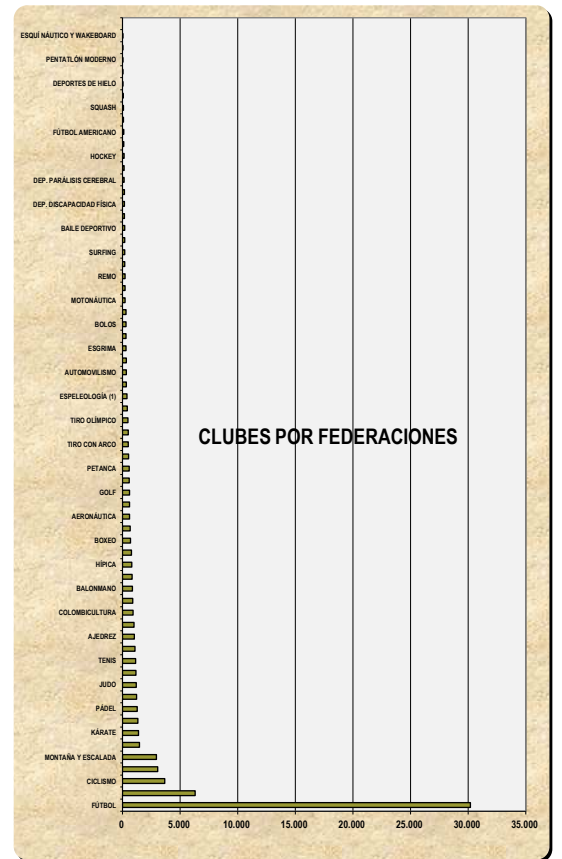 ESQUÍ NÁUTICO Y WAKEBOARD
PENTATLÓN MODERNO
DEPORTES DE HIELO
SQUASH
FÚTBOL AMERICANO
HOCKEY
DEP. PARÁLISIS CEREBRAL
DEP. DISCAPACIDAD FÍSICA
BAILE DEPORTIVO
SURFING
REMO
MOTONÁUTICA
BOLOS
ESGRIMA
AUTOMOVILISMO
ESPELEOLOGÍA (1)
TIRO OLÍMPICO
CLUBES POR FEDERACIONES
TIRO CON ARCO
PETANCA
GOLF
AERONÁUTICA
BOXEO
HÍPICA
BALONMANO
COLOMBICULTURA
AJEDREZ
TENIS
JUDO
PÁDEL
KÁRATE
MONTAÑA Y ESCALADA
CICLISMO
FÚTBOL
0 5.000 10.000 15.000 20.000 25.000 30.000 35.000